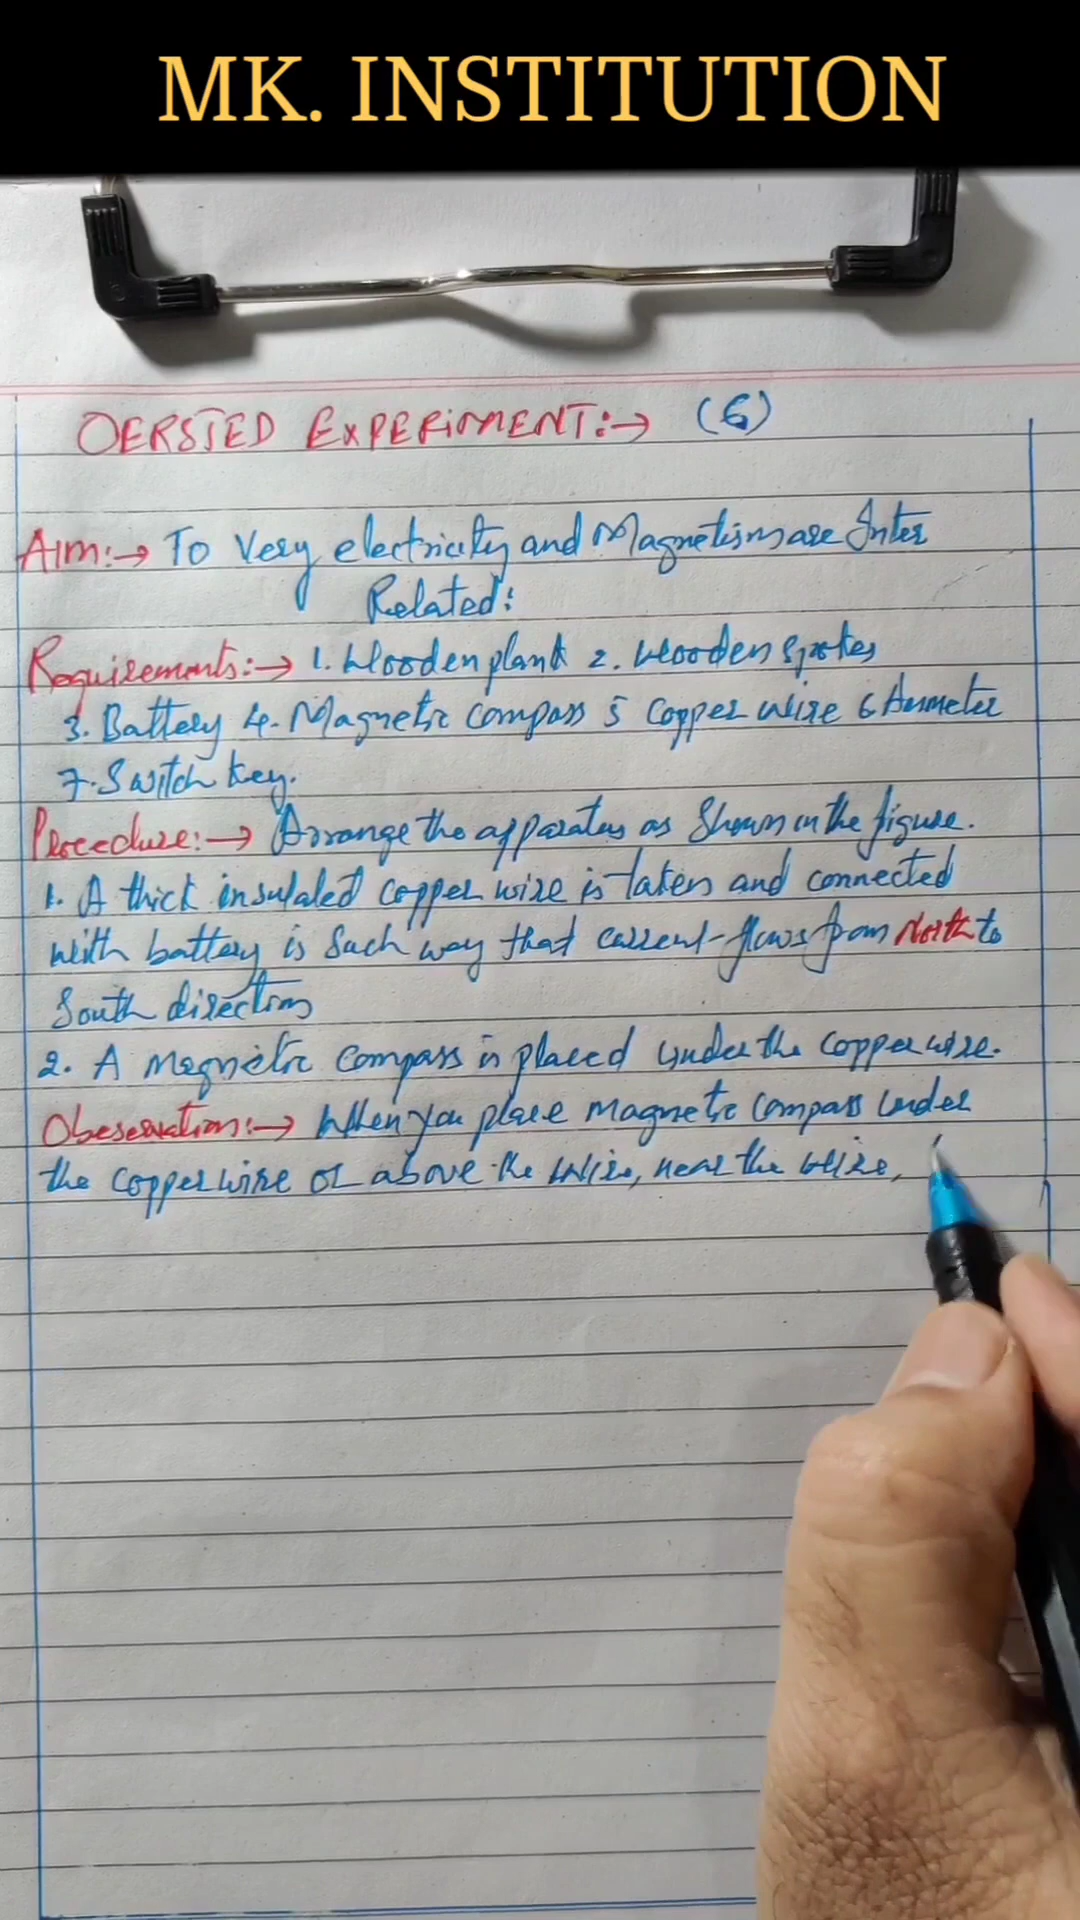 MK. INSTITUTION
OERSTED EXPERIMENT:→ (6)
AIM:→ To Very electricity and Magnetism are Inter
Related:
Requirements:→ 1. Wooden plank 2. Wooden Spokes
3. Battery 4. Magnetic compass 5 Copper wire 6 Ammeter
7. Switch key.
Procedure:→ Arrange the apparatus as Shown in the figure.
1. A thick insulated copper wire is taken and connected
with battery is Such way that current flows from North to
South direction
2. A Magnetic compass is placed under the copper wire.
Obeservation:→ When you place magnetic compass under
the copper wire or above the wire, near the wire,